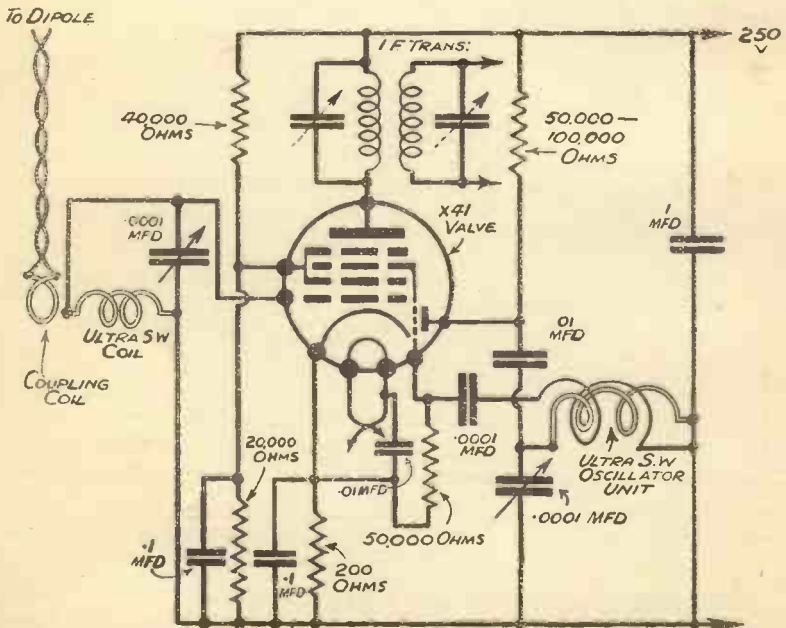 TO DIPOLE
I F TRANS:
250
V
40,000
OHMS
50,000—
100,000
OHMS
X41
VALVE
.0001
MFD
1
MFD
ULTRA SW
COIL
.01
MFD
COUPLING
COIL
.0001
MFD
ULTRA S.W
OSCILLATOR
UNIT
20,000
OHMS
.01MFD
.0001 MFD
50,000 OHMS
.1
MFD
.1
MFD
200
OHMS